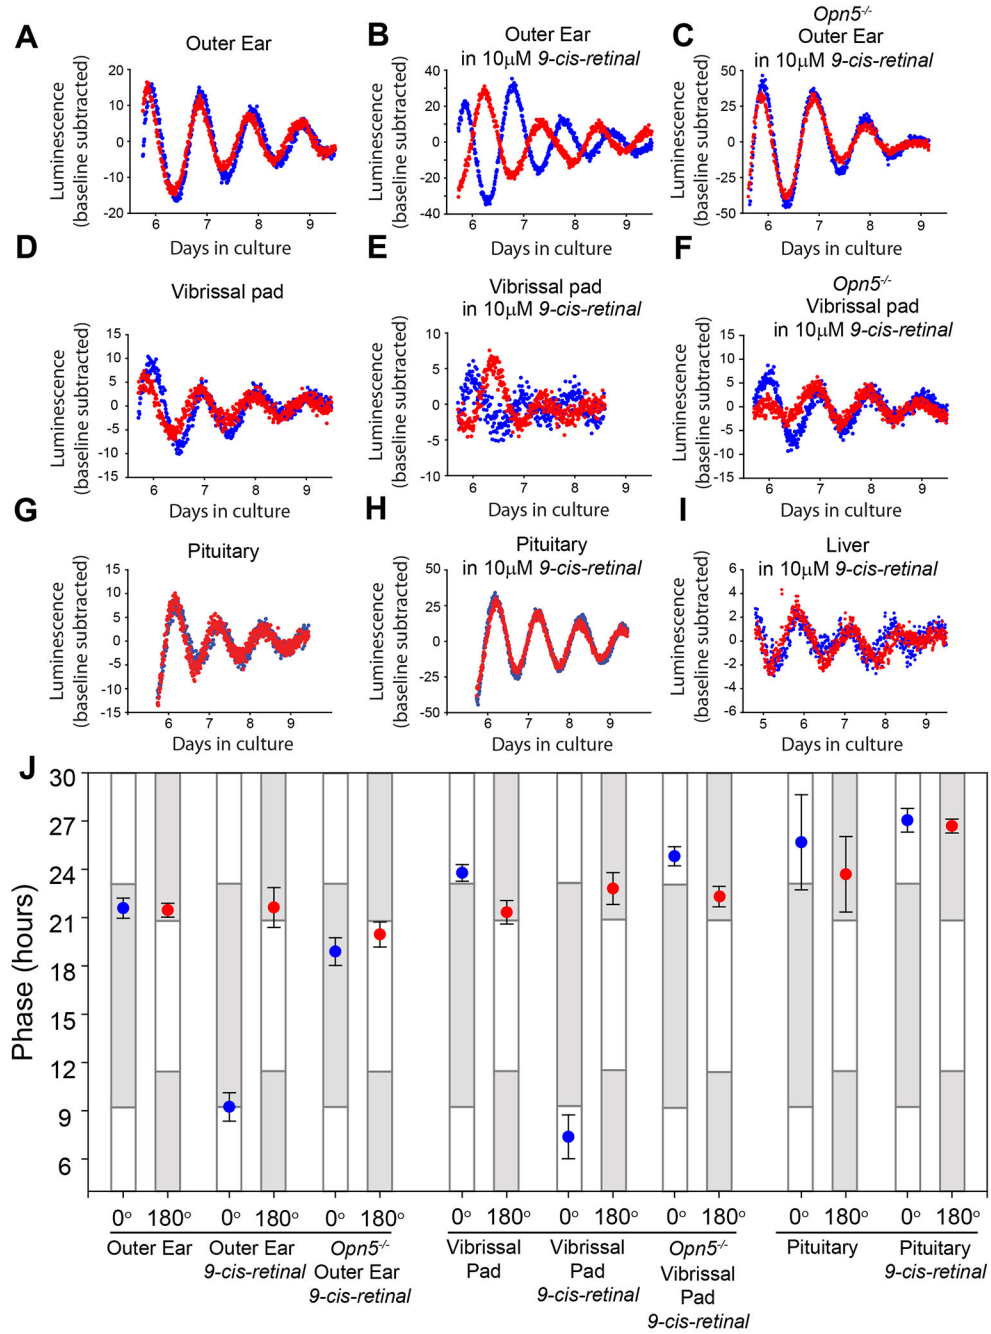 A
Outer Ear
Luminescence
(baseline subtracted)
20
10
0
-10
-20
6
7
8
9
Days in culture
B
Outer Ear
in 10µM 9-cis-retinal
Luminescence
(baseline subtracted)
40
20
0
-20
-40
6
7
8
9
Days in culture
C
Opn5-/-
Outer Ear
in 10µM 9-cis-retinal
Luminescence
(baseline subtracted)
50
25
0
-25
-50
6
7
8
9
Days in culture
D
Vibrissal pad
Luminescence
(baseline subtracted)
15
10
5
0
-5
-10
-15
6
7
8
9
Days in culture
E
Vibrissal pad
in 10µM 9-cis-retinal
Luminescence
(baseline subtracted)
10
5
0
-5
-10
6
7
8
9
Days in culture
F
Opn5-/-
Vibrissal pad
in 10µM 9-cis-retinal
Luminescence
(baseline subtracted)
15
10
5
0
-5
-10
-15
6
7
8
9
Days in culture
G
Pituitary
Luminescence
(baseline subtracted)
15
10
5
0
-5
-10
-15
6
7
8
9
Days in culture
H
Pituitary
in 10µM 9-cis-retinal
Luminescence
(baseline subtracted)
50
25
0
-25
-50
6
7
8
9
Days in culture
I
Liver
in 10µM 9-cis-retinal
Luminescence
(baseline subtracted)
6
4
2
0
-2
-4
-6
5
6
7
8
9
Days in culture
J
Phase (hours)
30
27
24
21
18
15
12
9
6
0° 180° 0° 180° 0° 180° 0° 180° 0° 180° 0° 180° 0° 180° 0° 180°
Outer Ear
Outer Ear
9-cis-retinal
Opn5-/-
Outer Ear
9-cis-retinal
Vibrissal
Pad
Vibrissal
Pad
9-cis-retinal
Opn5-/-
Vibrissal
Pad
9-cis-retinal
Pituitary
Pituitary
9-cis-retinal